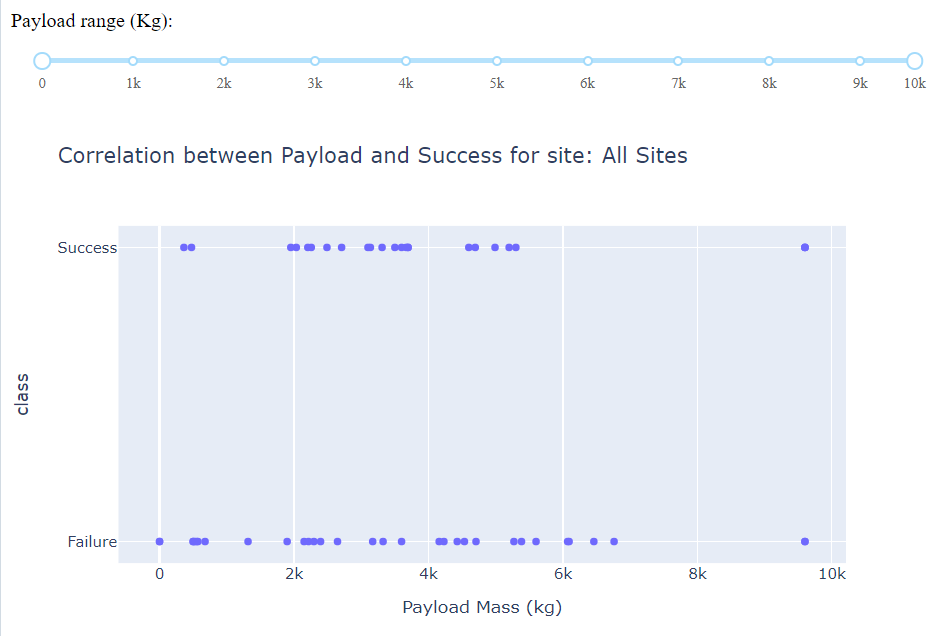 Payload range (Kg):
0 1k 2k 3k 4k 5k 6k 7k 8k 9k 10k
Correlation between Payload and Success for site: All Sites
Success
class
Failure
0 2k 4k 6k 8k 10k
Payload Mass (kg)